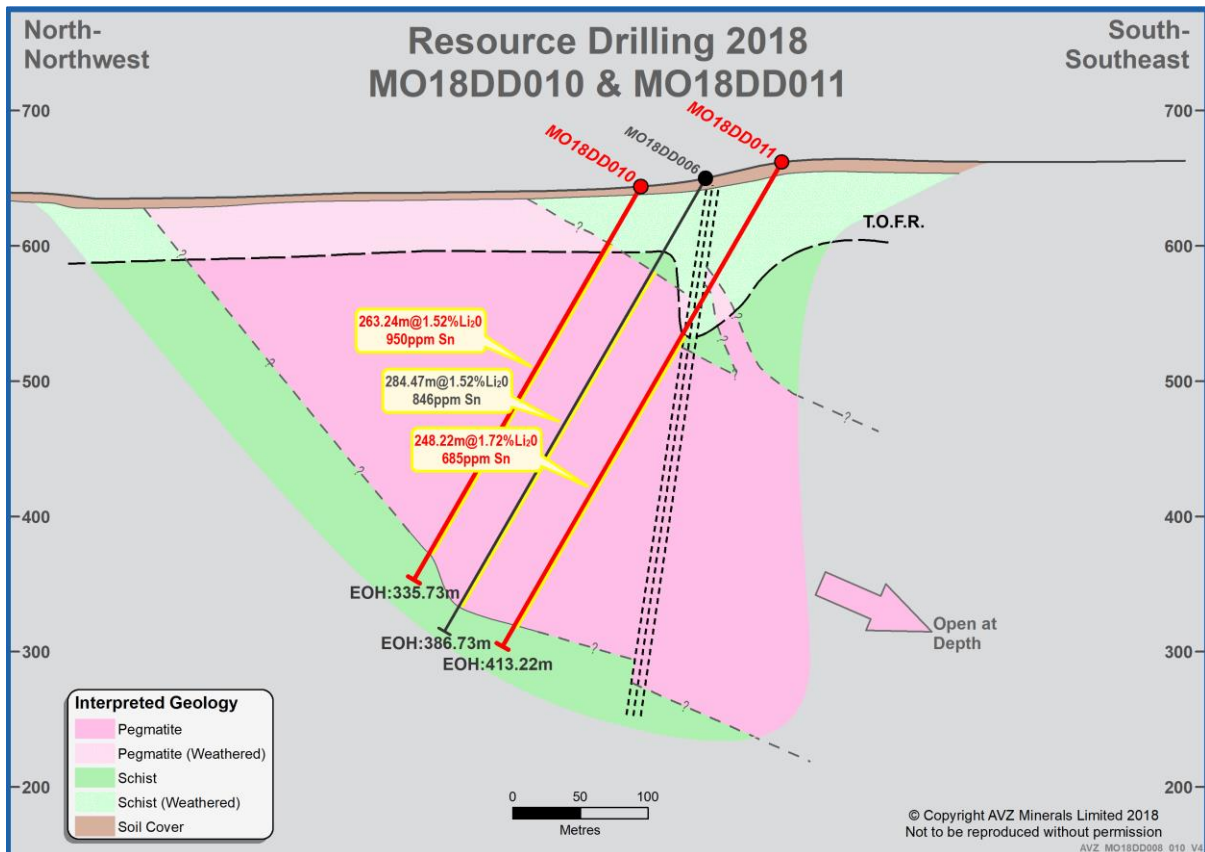 North-
Northwest
Resource Drilling 2018
MO18DD010 & MO18DD011
South-
Southeast
700
700
MO18DD010
MO18DD006
MO18DD011
600
T.O.F.R.
600
?
?
?
?
?
?
?
?
?
?
263.24m@1.52%Li₂0
950ppm Sn
284.47m@1.52%Li₂0
846ppm Sn
248.22m@1.72%Li₂0
685ppm Sn
500
500
400
400
EOH:335.73m
EOH:386.73m
EOH:413.22m
Open at
Depth
300
300
200
200
Interpreted Geology
Pegmatite
Pegmatite (Weathered)
Schist
Schist (Weathered)
Soil Cover
0 50 100
Metres
© Copyright AVZ Minerals Limited 2018
Not to be reproduced without permission
AVZ_MO18DD008_010_V4